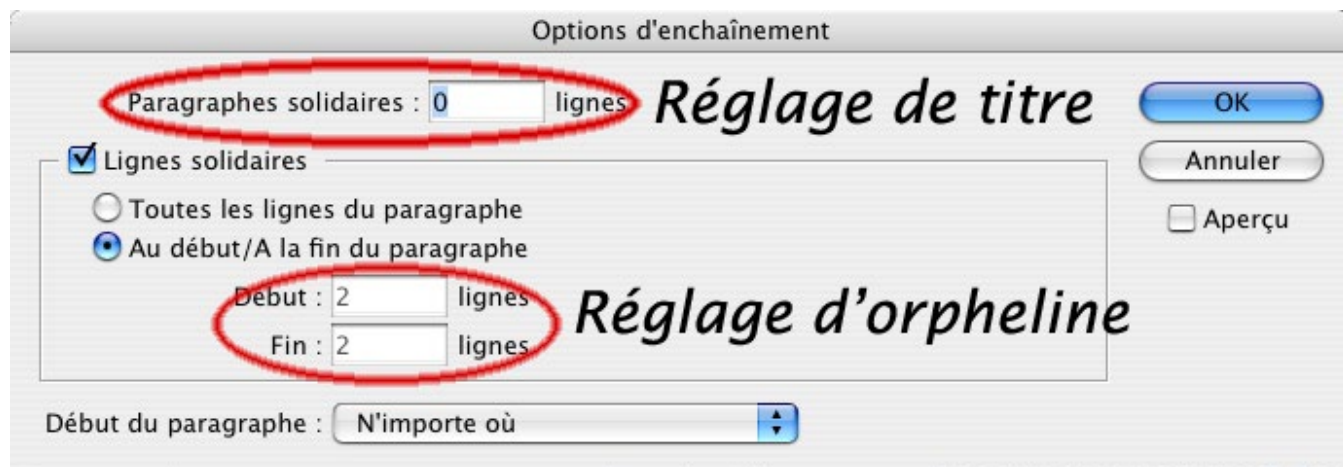 Options d'enchaînement
Paragraphes solidaires : 0 lignes Réglage de titre
OK
Lignes solidaires
Annuler
Toutes les lignes du paragraphe
Aperçu
Au début/A la fin du paragraphe
Début : 2 lignes
Réglage d'orpheline
Fin : 2 lignes
Début du paragraphe : N'importe où